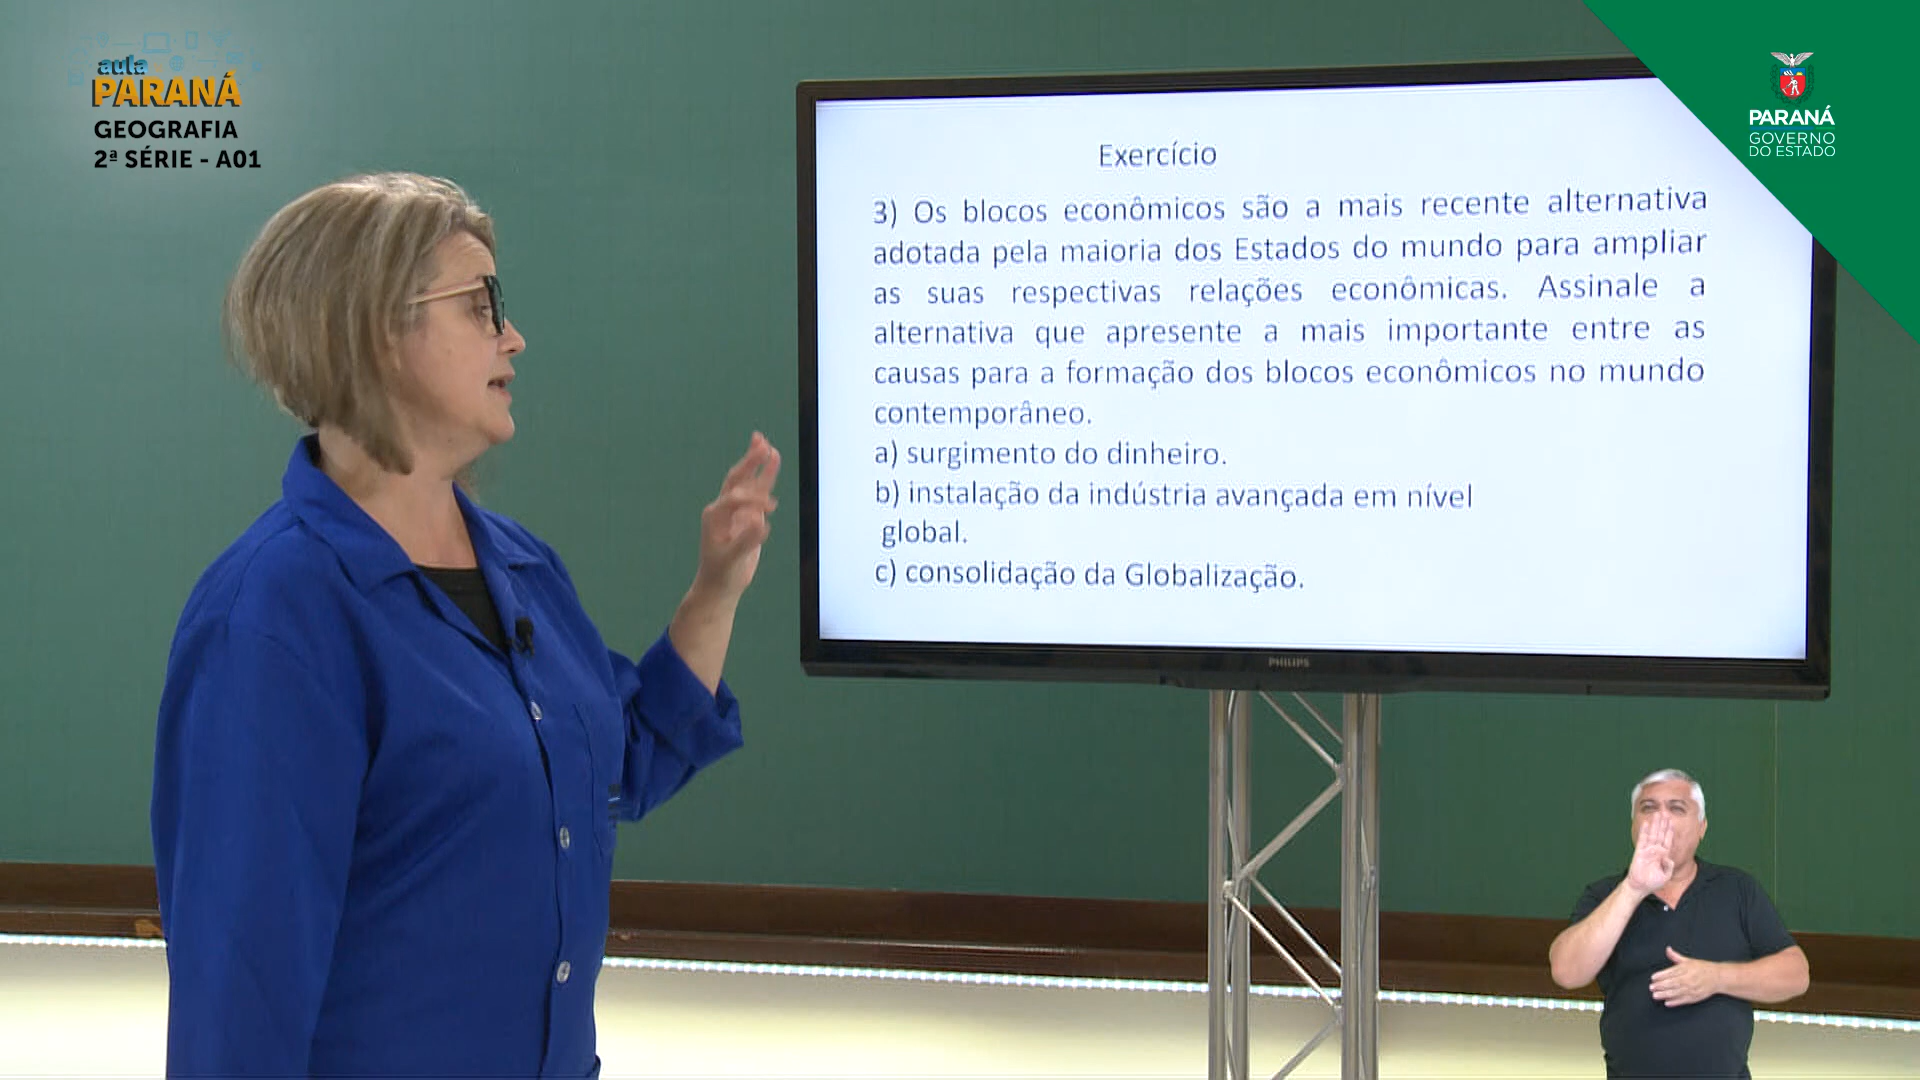 aula
PARANÁ
GEOGRAFIA
2ª SÉRIE - A01
PARANÁ
GOVERNO
DO ESTADO
Exercício
3) Os blocos econômicos são a mais recente alternativa
adotada pela maioria dos Estados do mundo para ampliar
as suas respectivas relações econômicas. Assinale a
alternativa que apresente a mais importante entre as
causas para a formação dos blocos econômicos no mundo
contemporâneo.
a) surgimento do dinheiro.
b) instalação da indústria avançada em nível
global.
c) consolidação da Globalização.
PHILIPS